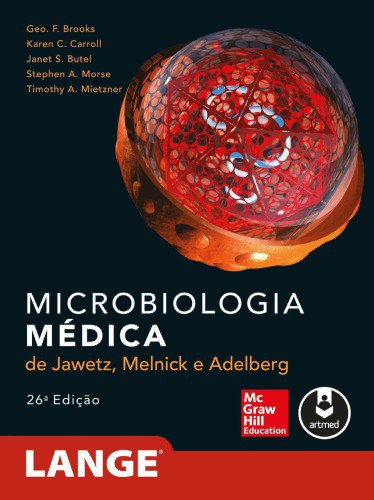 Geo. F. Brooks
Karen C. Carroll
Janet S. Butel
Stephen A. Morse
Timothy A. Mietzner
MICROBIOLOGIA
MÉDICA
de Jawetz, Melnick e Adelberg
26ª Edição
Mc
Graw
Hill
Education
artmed
LANGE®